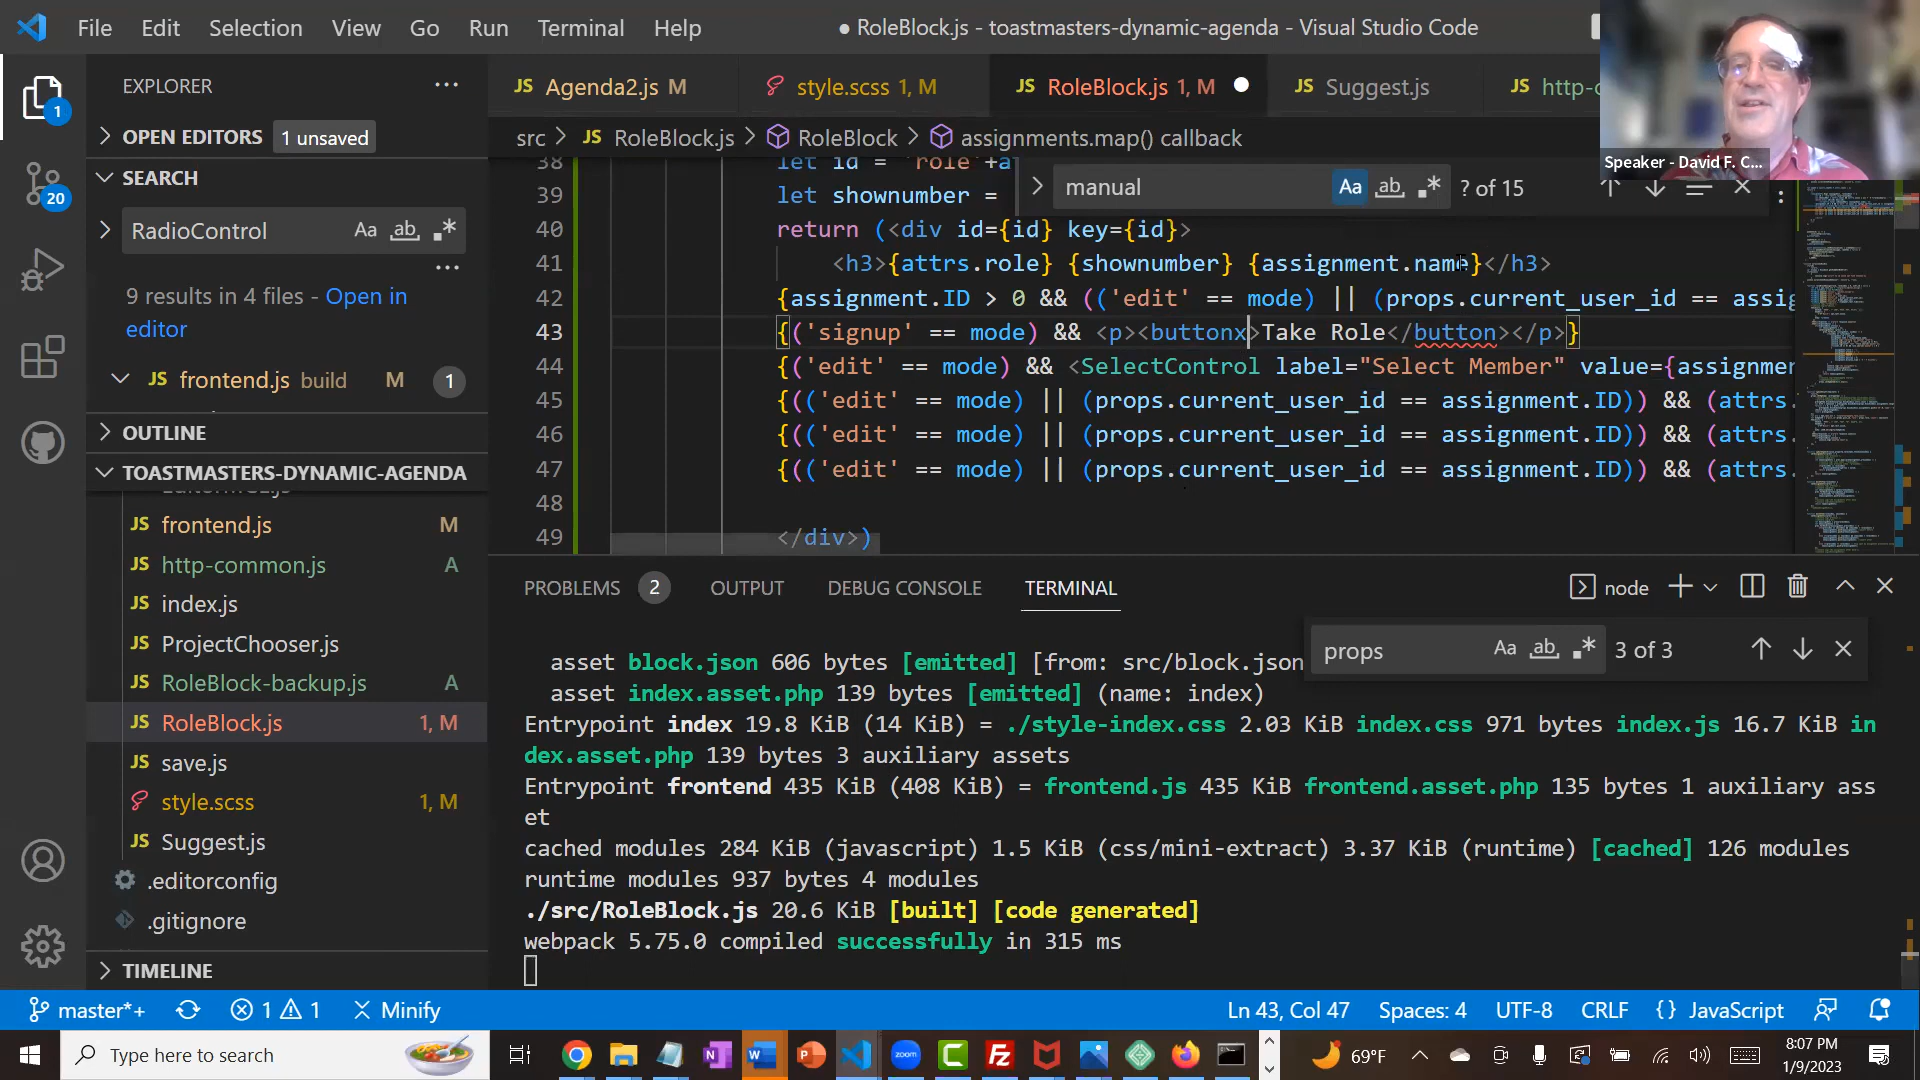 File Edit Selection View Go Run Terminal Help
● RoleBlock.js - toastmasters-dynamic-agenda - Visual Studio Code
EXPLORER
JS Agenda2.js M
style.scss 1, M
JS RoleBlock.js 1, M
JS Suggest.js
JS http-c
Speaker - David F. C...
1
OPEN EDITORS 1 unsaved
src > JS RoleBlock.js > RoleBlock > assignments.map() callback
SEARCH
RadioControl Aa ab .*
20
9 results in 4 files - Open in editor
JS frontend.js build M 1
OUTLINE
TOASTMASTERS-DYNAMIC-AGENDA
JS frontend.js M
JS http-common.js A
JS index.js
JS ProjectChooser.js
JS RoleBlock-backup.js A
JS RoleBlock.js 1, M
JS save.js
style.scss 1, M
JS Suggest.js
.editorconfig
.gitignore
TIMELINE
manual Aa ab .* ? of 15
38 let id = 'role'+a
39 let shownumber =
40 return (<div id={id} key={id}>
41 <h3>{attrs.role} {shownumber} {assignment.name}</h3>
42 {assignment.ID > 0 && (('edit' == mode) || (props.current_user_id == assig
43 {('signup' == mode) && <p><buttonx>Take Role</button></p>}
44 {('edit' == mode) && <SelectControl label="Select Member" value={assignmen
45 {(('edit' == mode) || (props.current_user_id == assignment.ID)) && (attrs.
46 {(('edit' == mode) || (props.current_user_id == assignment.ID)) && (attrs.
47 {(('edit' == mode) || (props.current_user_id == assignment.ID)) && (attrs.
48
49 </div>)
PROBLEMS 2 OUTPUT DEBUG CONSOLE TERMINAL
node
props Aa ab .* 3 of 3
asset block.json 606 bytes [emitted] [from: src/block.json
asset index.asset.php 139 bytes [emitted] (name: index)
Entrypoint index 19.8 KiB (14 KiB) = ./style-index.css 2.03 KiB index.css 971 bytes index.js 16.7 KiB in
dex.asset.php 139 bytes 3 auxiliary assets
Entrypoint frontend 435 KiB (408 KiB) = frontend.js 435 KiB frontend.asset.php 135 bytes 1 auxiliary ass
et
cached modules 284 KiB (javascript) 1.5 KiB (css/mini-extract) 3.37 KiB (runtime) [cached] 126 modules
runtime modules 937 bytes 4 modules
./src/RoleBlock.js 20.6 KiB [built] [code generated]
webpack 5.75.0 compiled successfully in 315 ms
master*+ 1 1 Minify
Ln 43, Col 47 Spaces: 4 UTF-8 CRLF {} JavaScript
Type here to search
69°F
8:07 PM
1/9/2023